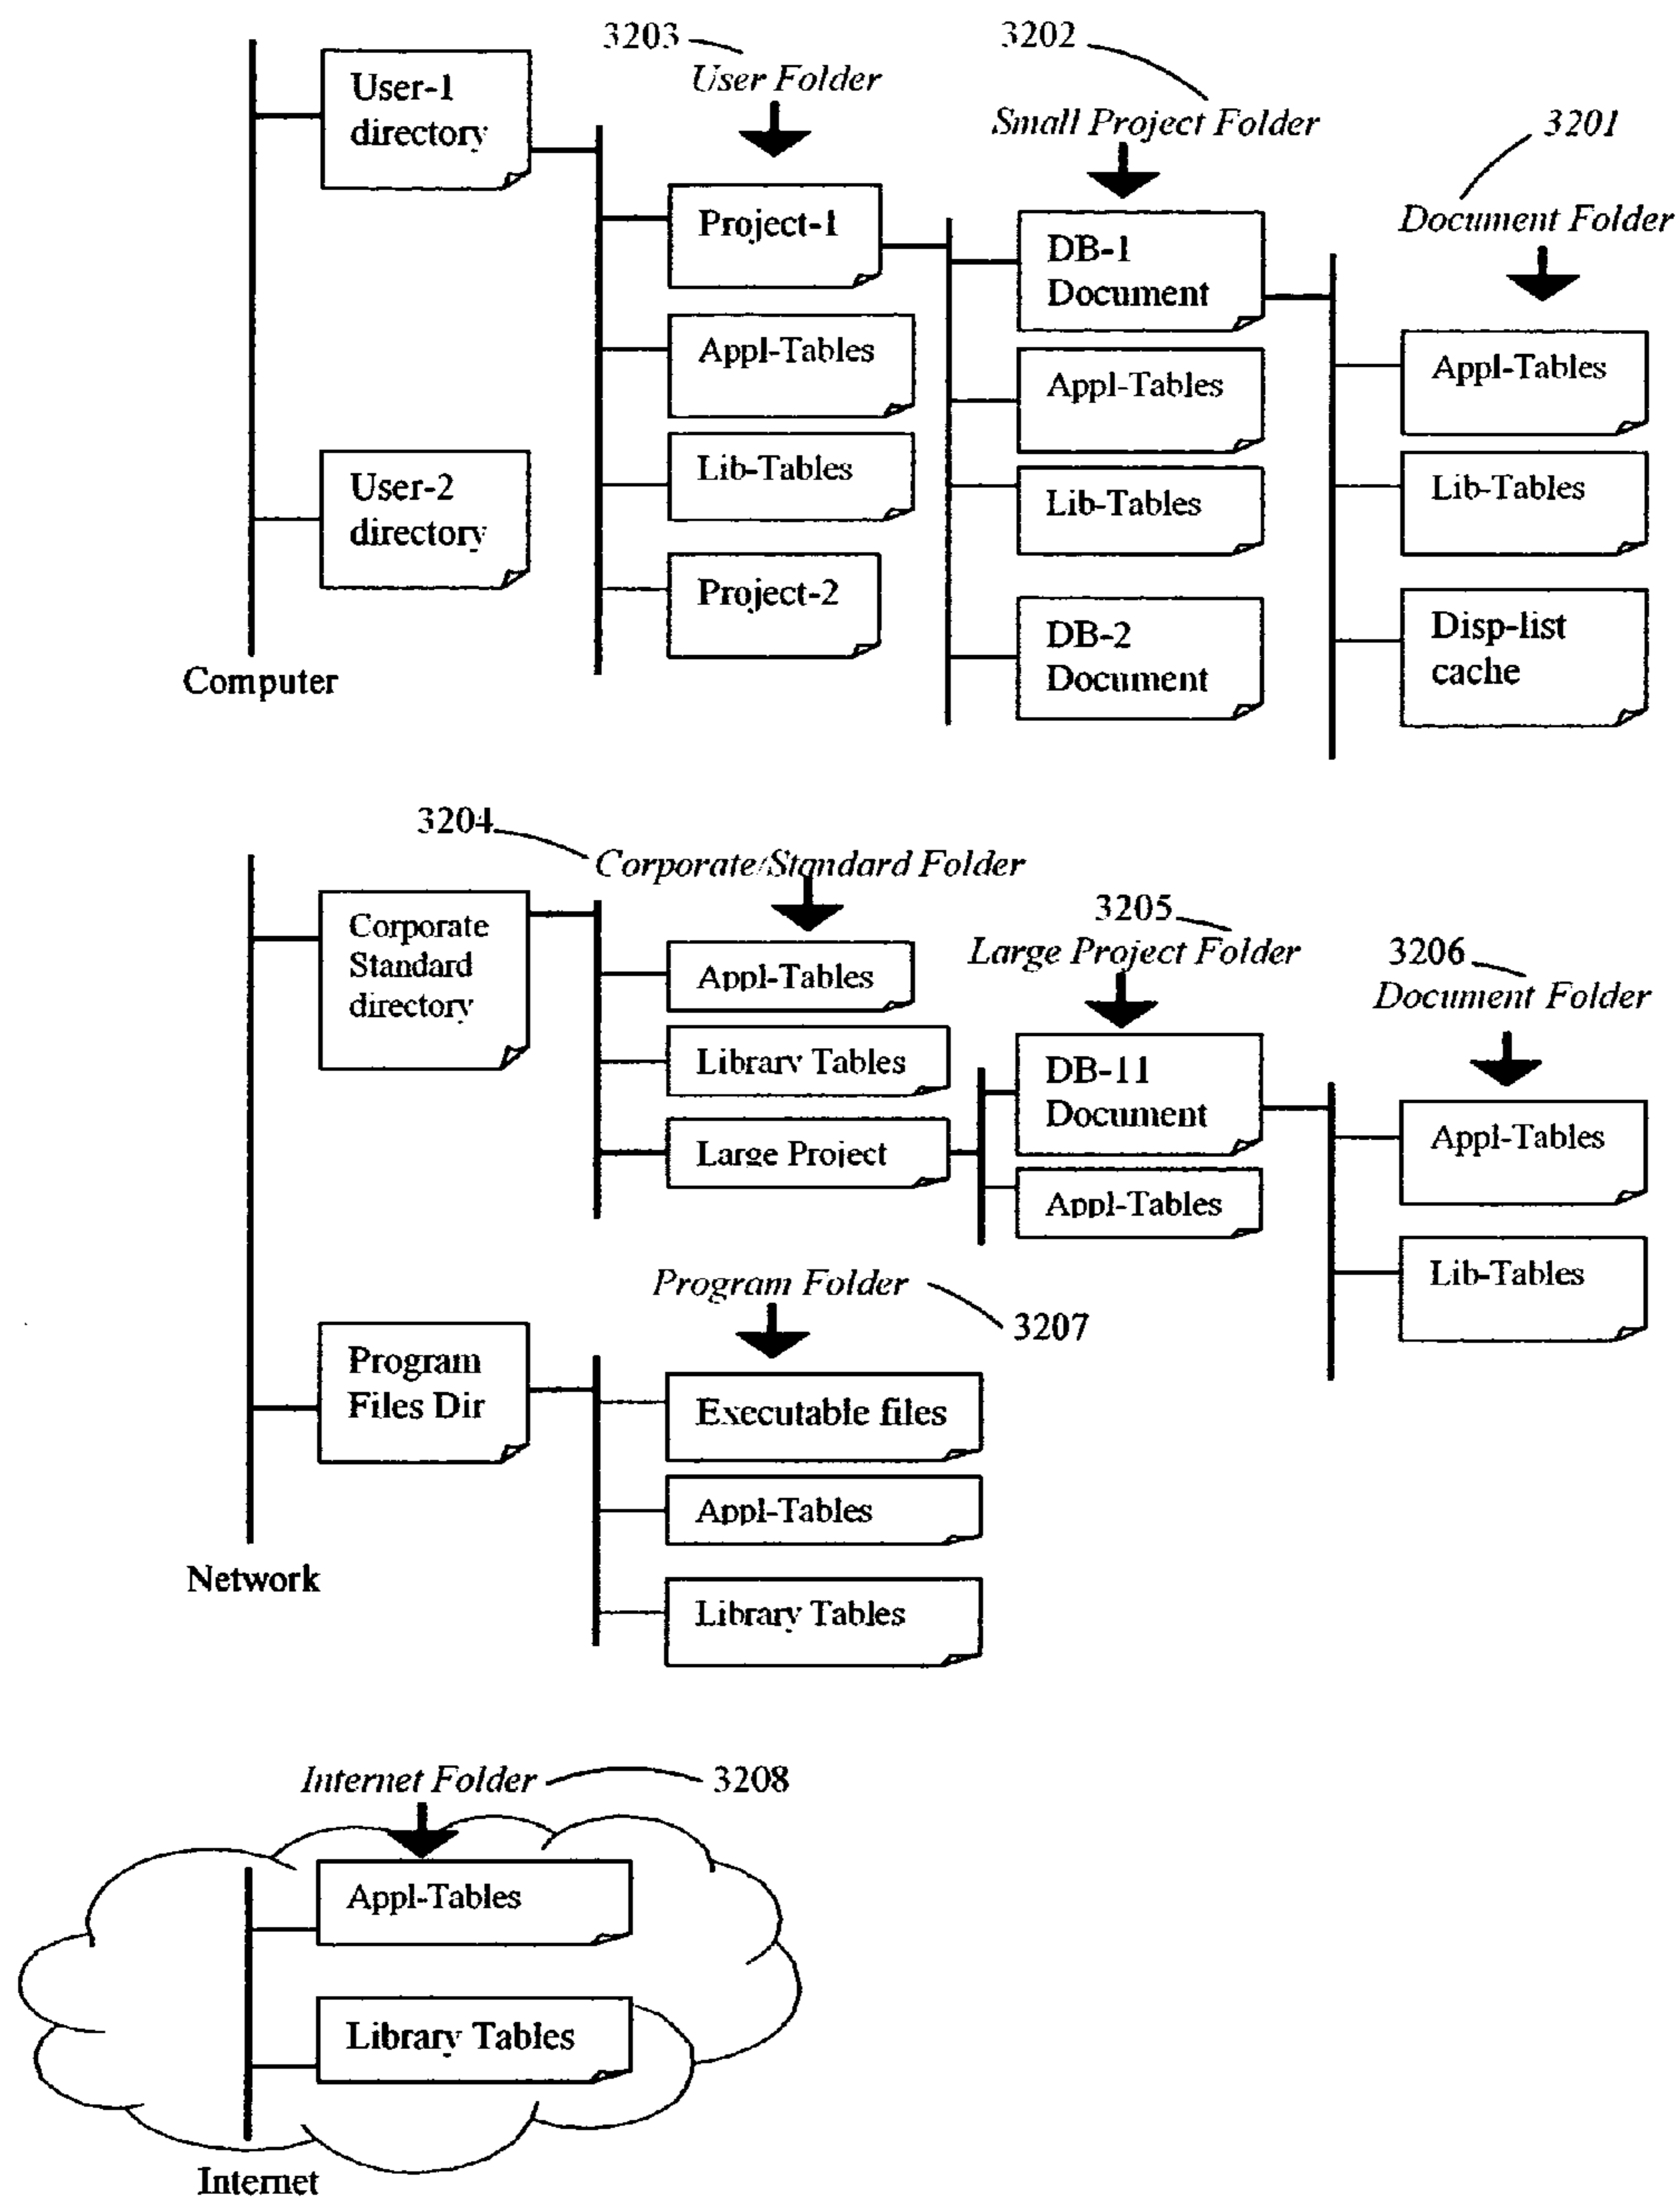 3203
User Folder
3202
Small Project Folder
3201
Document Folder
User-1
directory
Project-1
DB-1
Document
Appl-Tables
Appl-Tables
Appl-Tables
Lib-Tables
Lib-Tables
Lib-Tables
User-2
directory
Project-2
DB-2
Document
Disp-list
cache
Computer
3204
Corporate/Standard Folder
3205
Large Project Folder
3206
Document Folder
Corporate
Standard
directory
Appl-Tables
Library Tables
Large Project
DB-11
Document
Appl-Tables
Appl-Tables
Lib-Tables
Program Folder
3207
Program
Files Dir
Executable files
Appl-Tables
Library Tables
Network
Internet Folder
3208
Appl-Tables
Library Tables
Internet